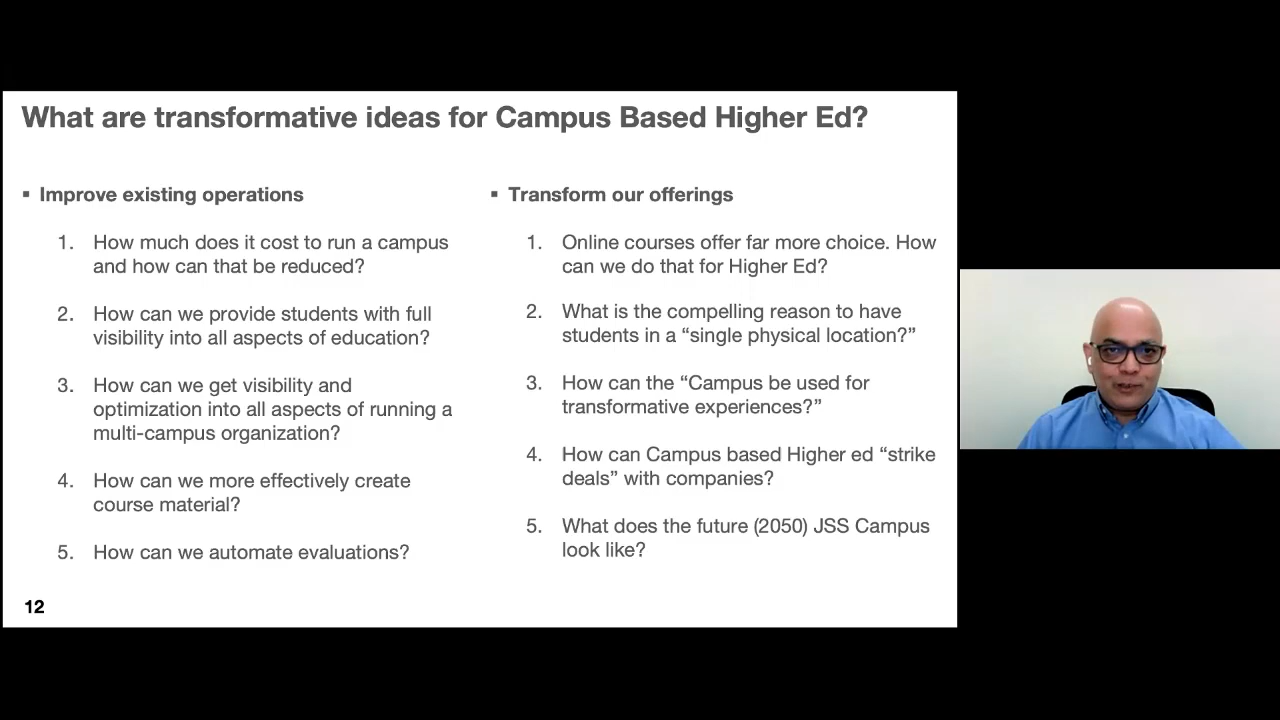 What are transformative ideas for Campus Based Higher Ed?
▪ Improve existing operations
1. How much does it cost to run a campus
and how can that be reduced?
2. How can we provide students with full
visibility into all aspects of education?
3. How can we get visibility and
optimization into all aspects of running a
multi-campus organization?
4. How can we more effectively create
course material?
5. How can we automate evaluations?
▪ Transform our offerings
1. Online courses offer far more choice. How
can we do that for Higher Ed?
2. What is the compelling reason to have
students in a “single physical location?”
3. How can the “Campus be used for
transformative experiences?”
4. How can Campus based Higher ed “strike
deals” with companies?
5. What does the future (2050) JSS Campus
look like?
12